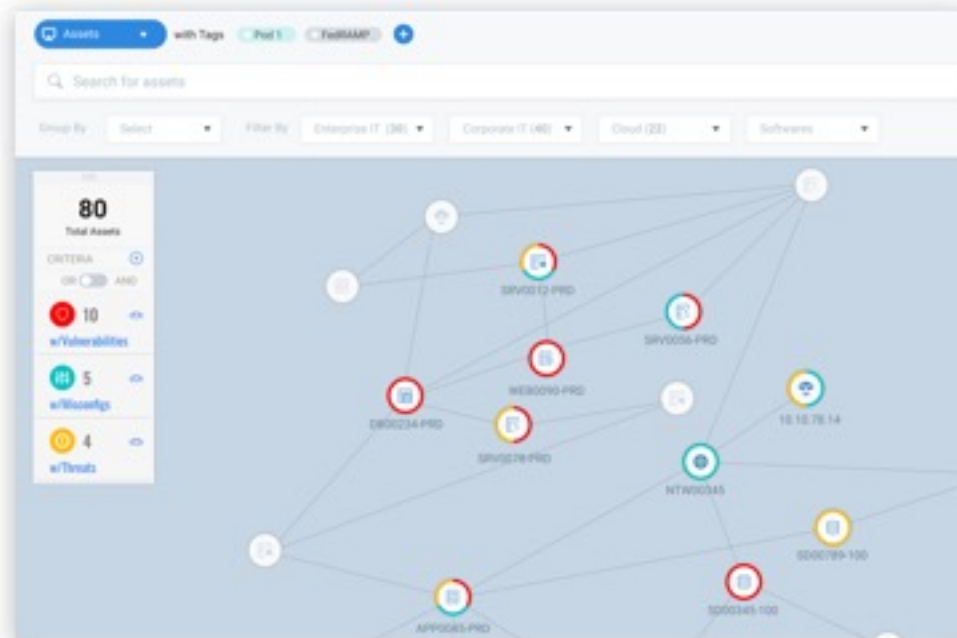 Assets with Tags Pod 1 FedRAMP
Search for assets
Group By Select Filter By Enterprise IT (30) Corporate IT (40) Cloud (22) Softwares
80
Total Assets
CRITERIA
OR AND
10
w/Vulnerabilities
5
w/Misconfigs
4
w/Threats
SRV0012-PRD
SRV0056-PRD
WEB0090-PRD
DB00234-PRD
10.10.78.14
SRV0078-PRD
NTW00345
SD00789-100
SD00345-100
APP0085-PRD